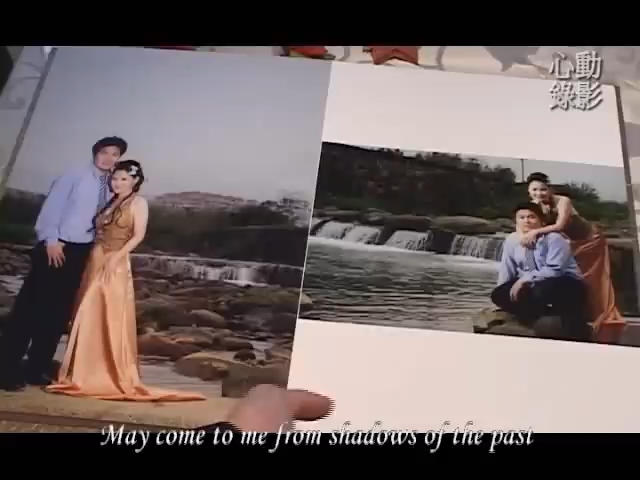 心動
錄影
May come to me from shadows of the past